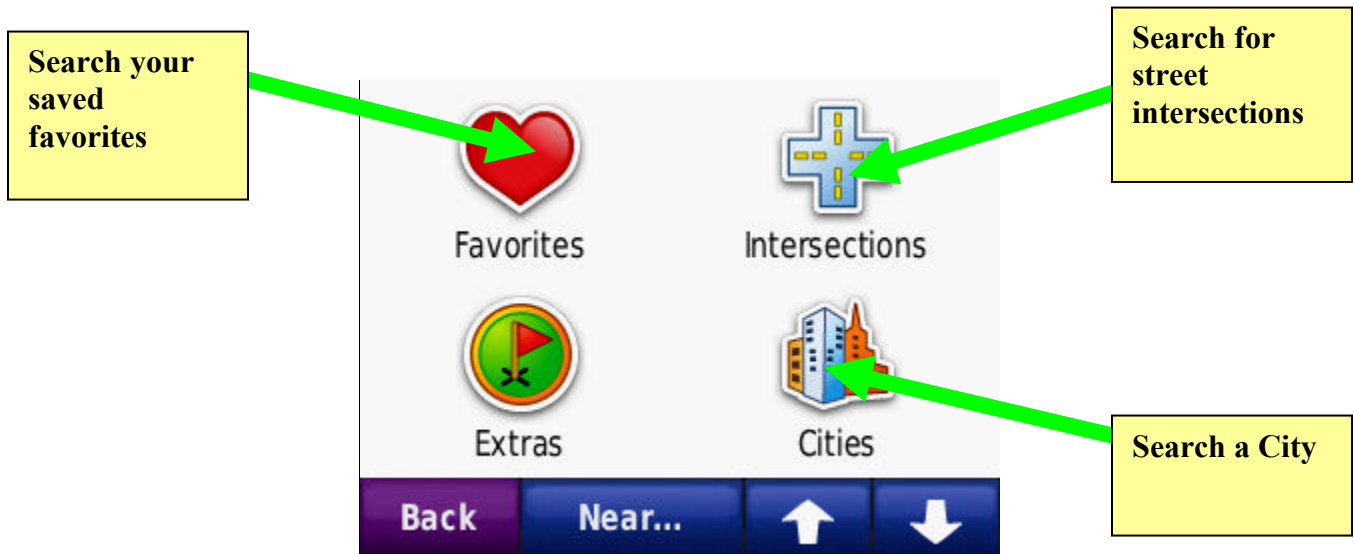 Search your
saved
favorites
Search for
street
intersections
Favorites
Intersections
Extras
Cities
Search a City
Back
Near...